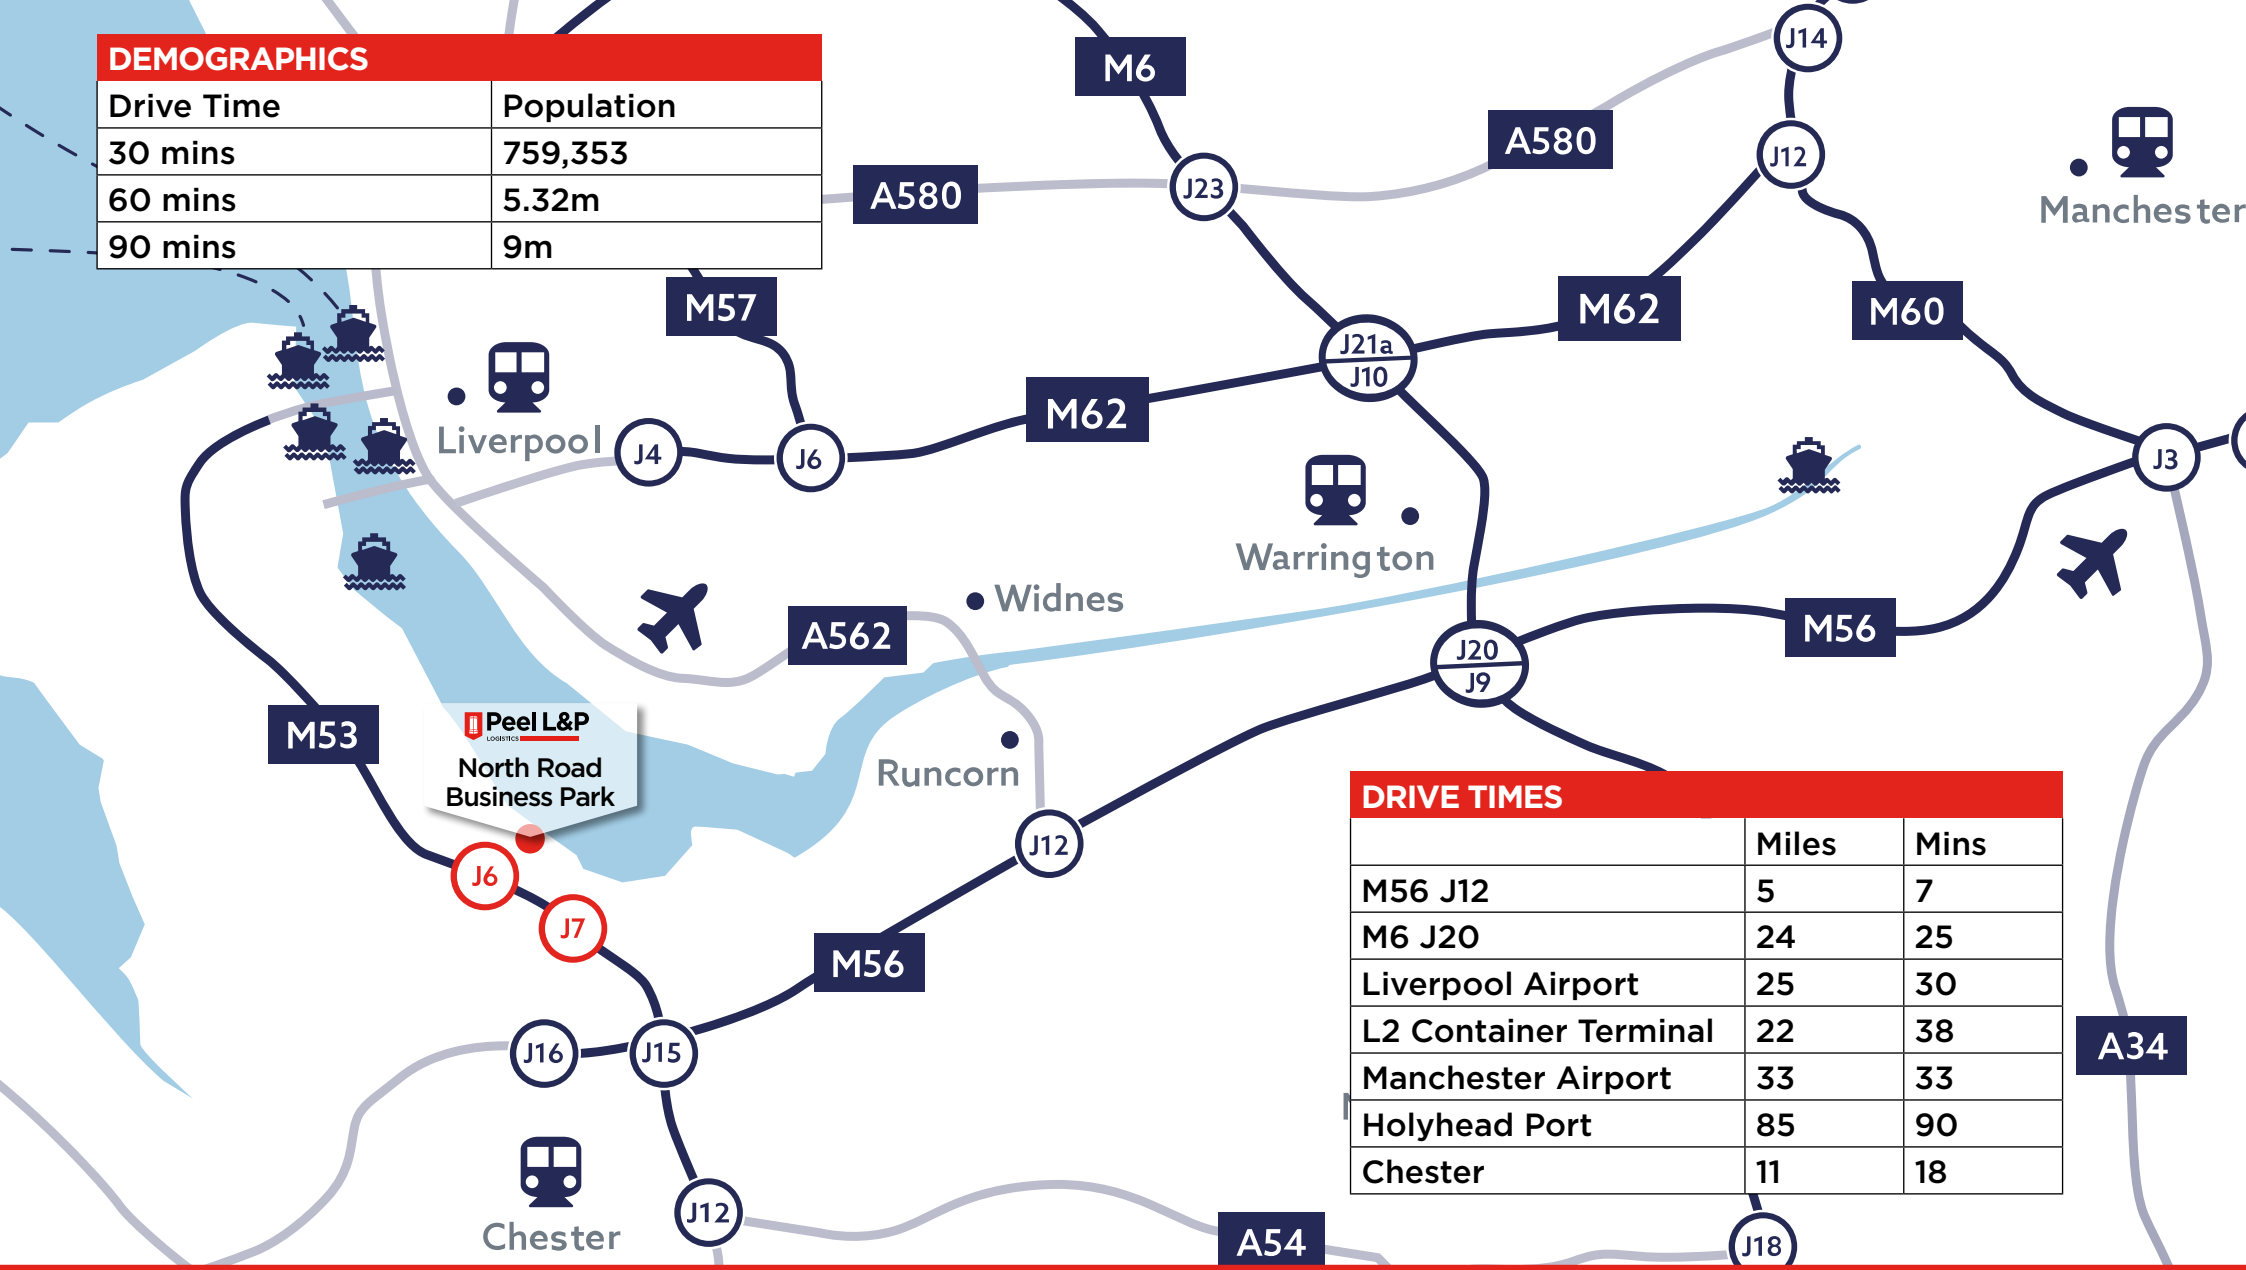 DEMOGRAPHICS
Drive Time Population
30 mins 759,353
60 mins 5.32m
90 mins 9m
M6
J14
A580
J12
Manchester
A580
J23
M57
M62
M60
J21a
J10
M62
Liverpool
J4
J6
J3
Warrington
Widnes
A562
M56
J20
J9
M53
Peel L&P
LOGISTICS
North Road
Business Park
Runcorn
J12
J6
J7
M56
J16
J15
Chester
J12
A54
DRIVE TIMES
Miles Mins
M56 J12 5 7
M6 J20 24 25
Liverpool Airport 25 30
L2 Container Terminal 22 38
Manchester Airport 33 33
Holyhead Port 85 90
Chester 11 18
A34
J18